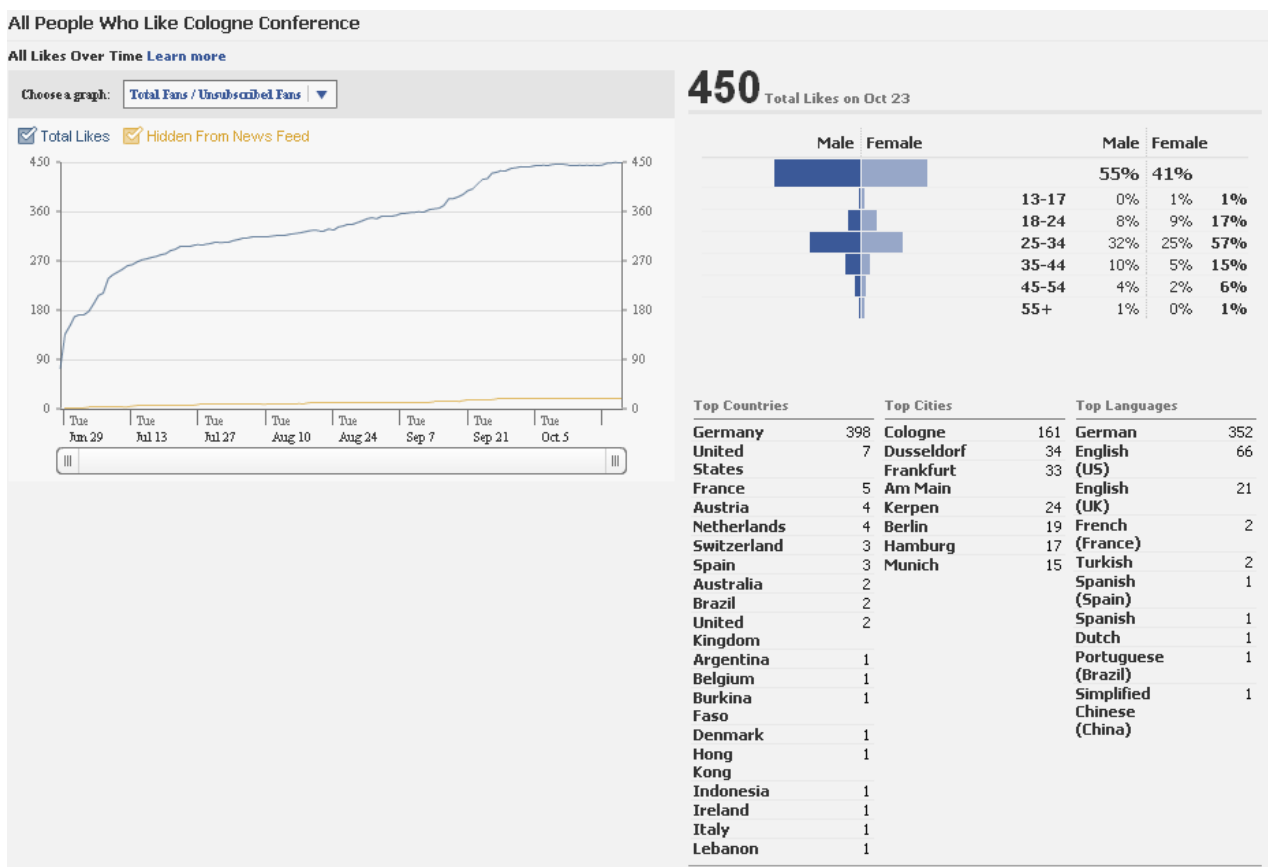 All People Who Like Cologne Conference
All Likes Over Time Learn more
Choose a graph: Total Fans / Unsubscribed Fans
Total Likes Hidden From News Feed
450 450
360 360
270 270
180 180
90 90
0 0
Tue Tue Tue Tue Tue Tue Tue Tue
Jun 29 Jul 13 Jul 27 Aug 10 Aug 24 Sep 7 Sep 21 Oct 5
450 Total Likes on Oct 23
Male Female Male Female
55% 41%
13-17 0% 1% 1%
18-24 8% 9% 17%
25-34 32% 25% 57%
35-44 10% 5% 15%
45-54 4% 2% 6%
55+ 1% 0% 1%
Top Countries
Germany 398
United 7
States
France 5
Austria 4
Netherlands 4
Switzerland 3
Spain 3
Australia 2
Brazil 2
United 2
Kingdom
Argentina 1
Belgium 1
Burkina 1
Faso
Denmark 1
Hong 1
Kong
Indonesia 1
Ireland 1
Italy 1
Lebanon 1
Top Cities
Cologne 161
Dusseldorf 34
Frankfurt 33
Am Main
Kerpen 24
Berlin 19
Hamburg 17
Munich 15
Top Languages
German 352
English 66
(US)
English 21
(UK)
French 2
(France)
Turkish 2
Spanish 1
(Spain)
Spanish 1
Dutch 1
Portuguese 1
(Brazil)
Simplified 1
Chinese
(China)